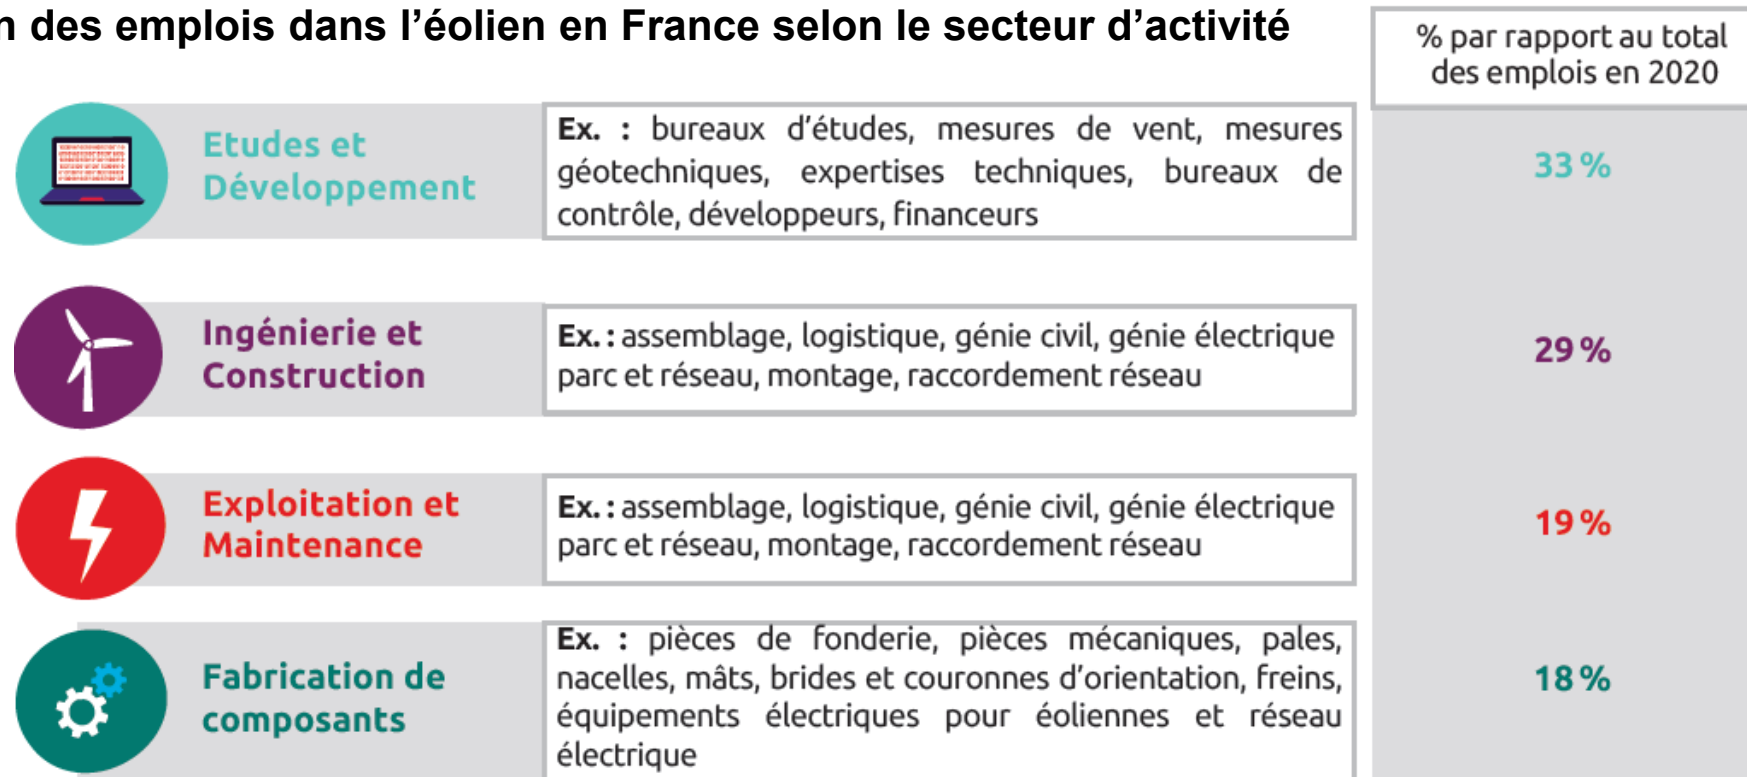 n des emplois dans l’éolien en France selon le secteur d’activité
% par rapport au total
des emplois en 2020
Etudes et
Développement
Ex. : bureaux d’études, mesures de vent, mesures
géotechniques, expertises techniques, bureaux de
contrôle, développeurs, financeurs
33 %
Ingénierie et
Construction
Ex. : assemblage, logistique, génie civil, génie électrique
parc et réseau, montage, raccordement réseau
29 %
Exploitation et
Maintenance
Ex. : assemblage, logistique, génie civil, génie électrique
parc et réseau, montage, raccordement réseau
19 %
Fabrication de
composants
Ex. : pièces de fonderie, pièces mécaniques, pales,
nacelles, mâts, brides et couronnes d’orientation, freins,
équipements électriques pour éoliennes et réseau
électrique
18 %